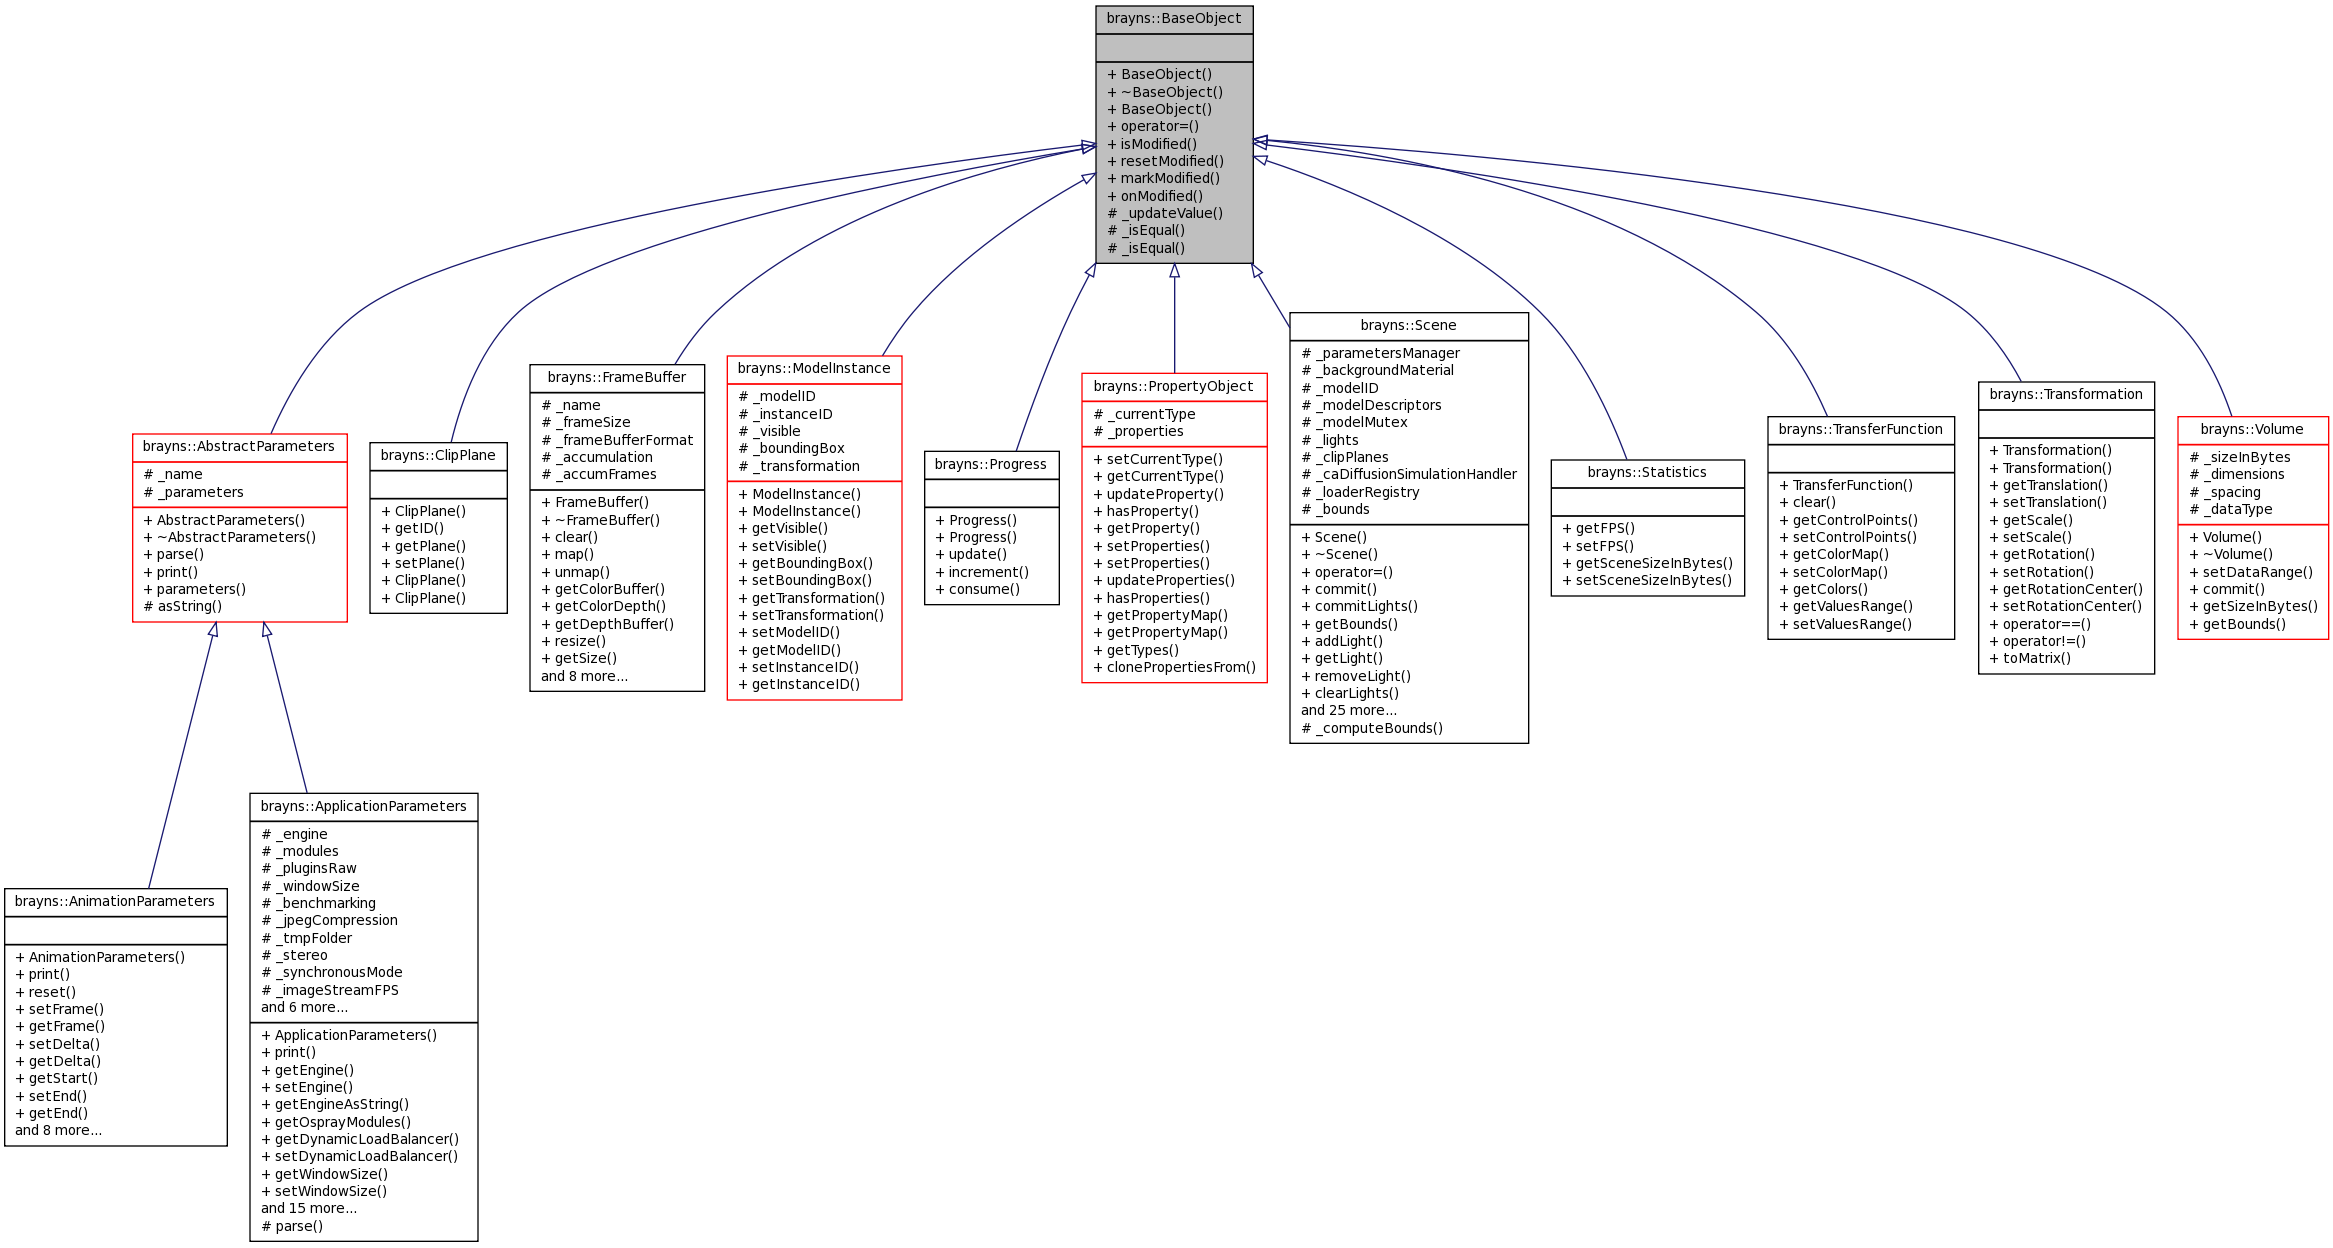 brayns::BaseObject
+ BaseObject()
+ ~BaseObject()
+ BaseObject()
+ operator=()
+ isModified()
+ resetModified()
+ markModified()
+ onModified()
# _updateValue()
# _isEqual()
# _isEqual()
brayns::AbstractParameters
# _name
# _parameters
+ AbstractParameters()
+ ~AbstractParameters()
+ parse()
+ print()
+ parameters()
# asString()
brayns::ClipPlane
+ ClipPlane()
+ getID()
+ getPlane()
+ setPlane()
+ ClipPlane()
+ ClipPlane()
brayns::FrameBuffer
# _name
# _frameSize
# _frameBufferFormat
# _accumulation
# _accumFrames
+ FrameBuffer()
+ ~FrameBuffer()
+ clear()
+ map()
+ unmap()
+ getColorBuffer()
+ getColorDepth()
+ getDepthBuffer()
+ resize()
+ getSize()
and 8 more...
brayns::ModelInstance
# _modelID
# _instanceID
# _visible
# _boundingBox
# _transformation
+ ModelInstance()
+ ModelInstance()
+ getVisible()
+ setVisible()
+ getBoundingBox()
+ setBoundingBox()
+ getTransformation()
+ setTransformation()
+ setModelID()
+ getModelID()
+ setInstanceID()
+ getInstanceID()
brayns::Progress
+ Progress()
+ Progress()
+ update()
+ increment()
+ consume()
brayns::PropertyObject
# _currentType
# _properties
+ setCurrentType()
+ getCurrentType()
+ updateProperty()
+ hasProperty()
+ getProperty()
+ setProperties()
+ setProperties()
+ updateProperties()
+ hasProperties()
+ getPropertyMap()
+ getPropertyMap()
+ getTypes()
+ clonePropertiesFrom()
brayns::Scene
# _parametersManager
# _backgroundMaterial
# _modelID
# _modelDescriptors
# _modelMutex
# _lights
# _clipPlanes
# _caDiffusionSimulationHandler
# _loaderRegistry
# _bounds
+ Scene()
+ ~Scene()
+ operator=()
+ commit()
+ commitLights()
+ getBounds()
+ addLight()
+ getLight()
+ removeLight()
+ clearLights()
and 25 more...
# _computeBounds()
brayns::Statistics
+ getFPS()
+ setFPS()
+ getSceneSizeInBytes()
+ setSceneSizeInBytes()
brayns::TransferFunction
+ TransferFunction()
+ clear()
+ getControlPoints()
+ setControlPoints()
+ getColorMap()
+ setColorMap()
+ getColors()
+ getValuesRange()
+ setValuesRange()
brayns::Transformation
+ Transformation()
+ Transformation()
+ getTranslation()
+ setTranslation()
+ getScale()
+ setScale()
+ getRotation()
+ setRotation()
+ getRotationCenter()
+ setRotationCenter()
+ operator==()
+ operator!=()
+ toMatrix()
brayns::Volume
# _sizeInBytes
# _dimensions
# _spacing
# _dataType
+ Volume()
+ ~Volume()
+ setDataRange()
+ commit()
+ getSizeInBytes()
+ getBounds()
brayns::AnimationParameters
+ AnimationParameters()
+ print()
+ reset()
+ setFrame()
+ getFrame()
+ setDelta()
+ getDelta()
+ getStart()
+ setEnd()
+ getEnd()
and 8 more...
brayns::ApplicationParameters
# _engine
# _modules
# _pluginsRaw
# _windowSize
# _benchmarking
# _jpegCompression
# _tmpFolder
# _stereo
# _synchronousMode
# _imageStreamFPS
and 6 more...
+ ApplicationParameters()
+ print()
+ getEngine()
+ setEngine()
+ getEngineAsString()
+ getOsprayModules()
+ getDynamicLoadBalancer()
+ setDynamicLoadBalancer()
+ getWindowSize()
+ setWindowSize()
and 15 more...
# parse()